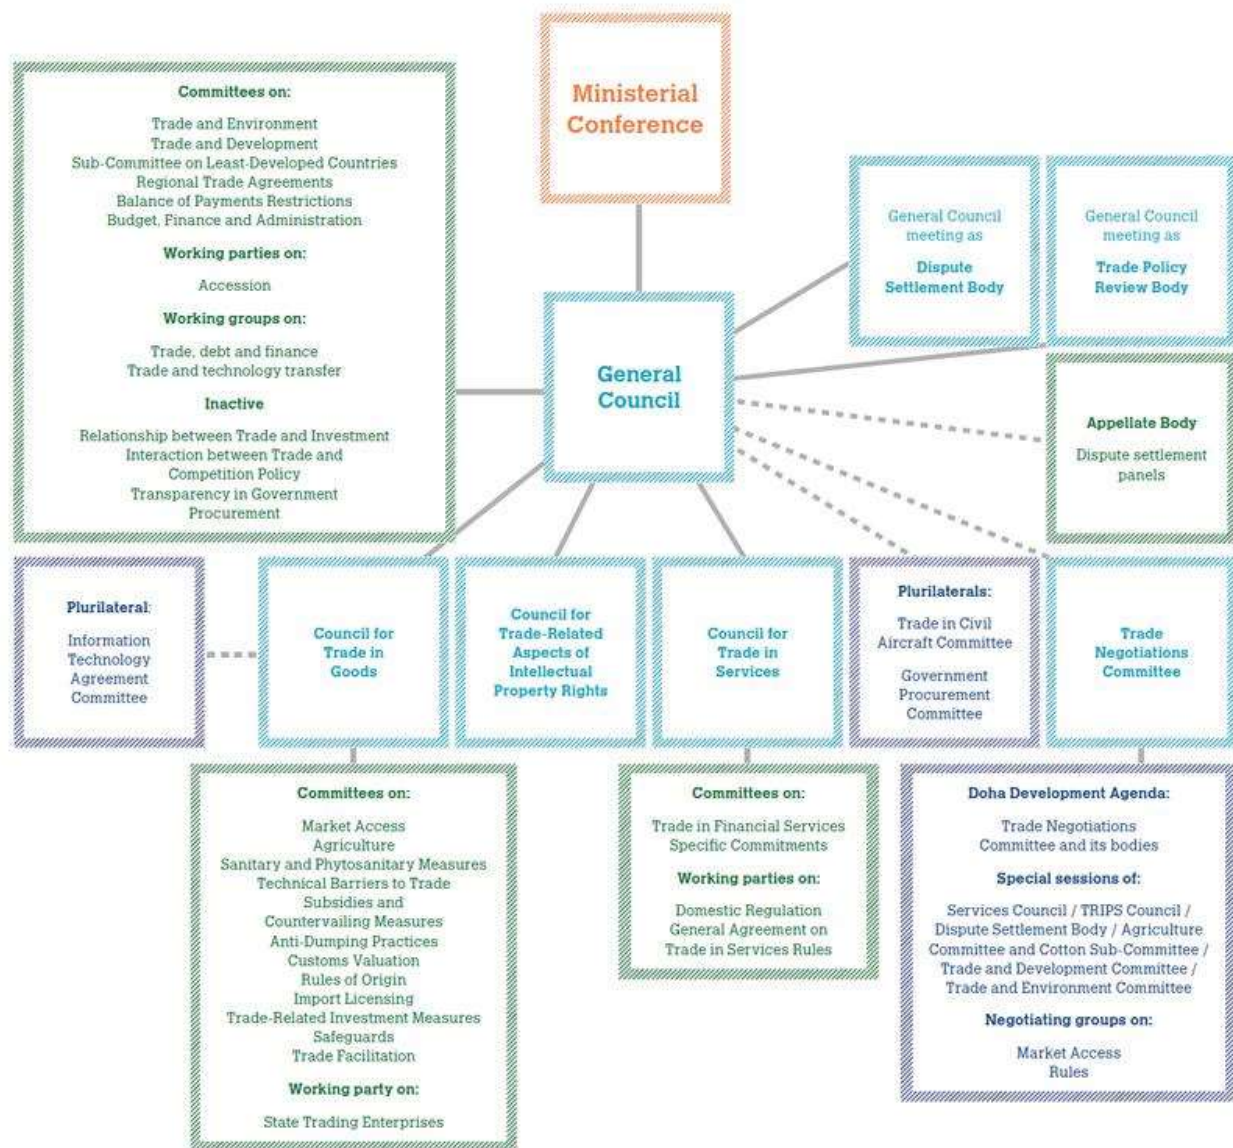 Ministerial
Conference
Committees on:
Trade and Environment
Trade and Development
Sub-Committee on Least-Developed Countries
Regional Trade Agreements
Balance of Payments Restrictions
Budget, Finance and Administration
Working parties on:
Accession
Working groups on:
Trade, debt and finance
Trade and technology transfer
Inactive
Relationship between Trade and Investment
Interaction between Trade and
Competition Policy
Transparency in Government
Procurement
General Council
meeting as
Dispute
Settlement Body
General Council
meeting as
Trade Policy
Review Body
General
Council
Appellate Body
Dispute settlement
panels
Plurilateral:
Information
Technology
Agreement
Committee
Council for
Trade in
Goods
Council for
Trade-Related
Aspects of
Intellectual
Property Rights
Council for
Trade in
Services
Plurilaterals:
Trade in Civil
Aircraft Committee
Government
Procurement
Committee
Trade
Negotiations
Committee
Committees on:
Market Access
Agriculture
Sanitary and Phytosanitary Measures
Technical Barriers to Trade
Subsidies and
Countervailing Measures
Anti-Dumping Practices
Customs Valuation
Rules of Origin
Import Licensing
Trade-Related Investment Measures
Safeguards
Trade Facilitation
Working party on:
State Trading Enterprises
Committees on:
Trade in Financial Services
Specific Commitments
Working parties on:
Domestic Regulation
General Agreement on
Trade in Services Rules
Doha Development Agenda:
Trade Negotiations
Committee and its bodies
Special sessions of:
Services Council / TRIPS Council /
Dispute Settlement Body / Agriculture
Committee and Cotton Sub-Committee /
Trade and Development Committee /
Trade and Environment Committee
Negotiating groups on:
Market Access
Rules